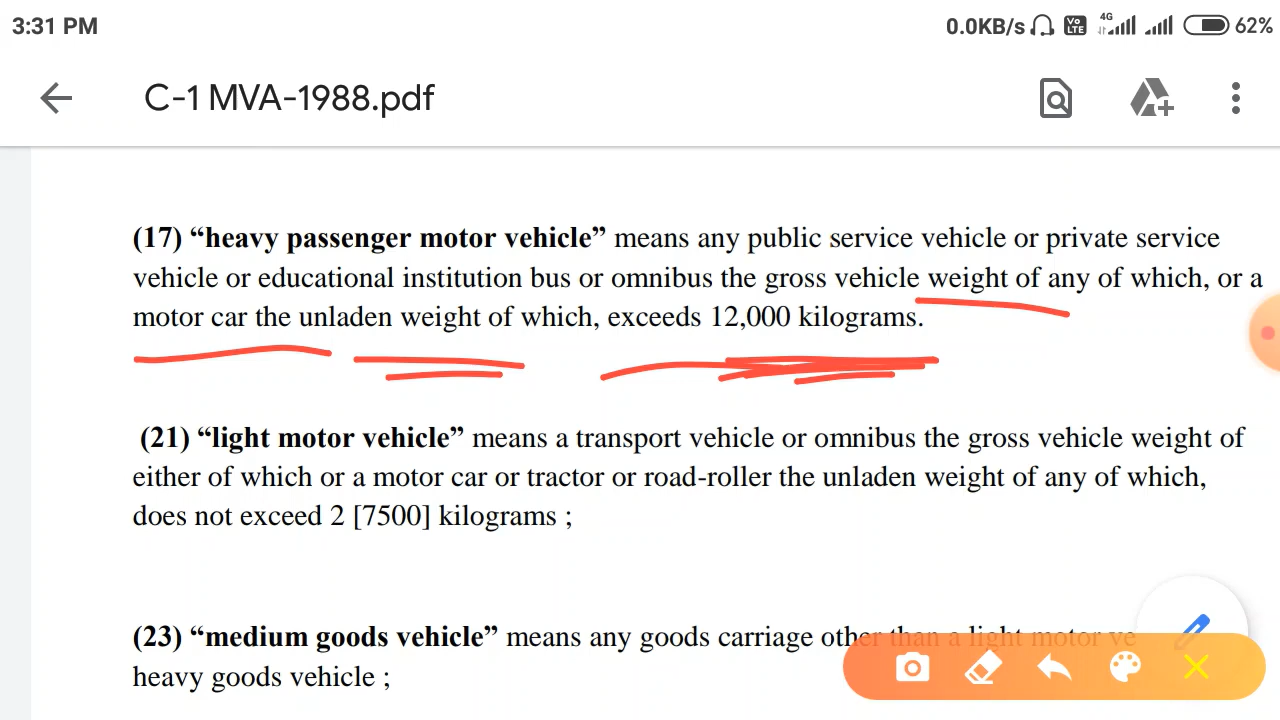 3:31 PM
0.0KB/s Vo LTE 4G 62%
C-1 MVA-1988.pdf
(17) “heavy passenger motor vehicle” means any public service vehicle or private service
vehicle or educational institution bus or omnibus the gross vehicle weight of any of which, or a
motor car the unladen weight of which, exceeds 12,000 kilograms.
(21) “light motor vehicle” means a transport vehicle or omnibus the gross vehicle weight of
either of which or a motor car or tractor or road-roller the unladen weight of any of which,
does not exceed 2 [7500] kilograms ;
(23) “medium goods vehicle” means any goods carriage other than a light motor ve
heavy goods vehicle ;